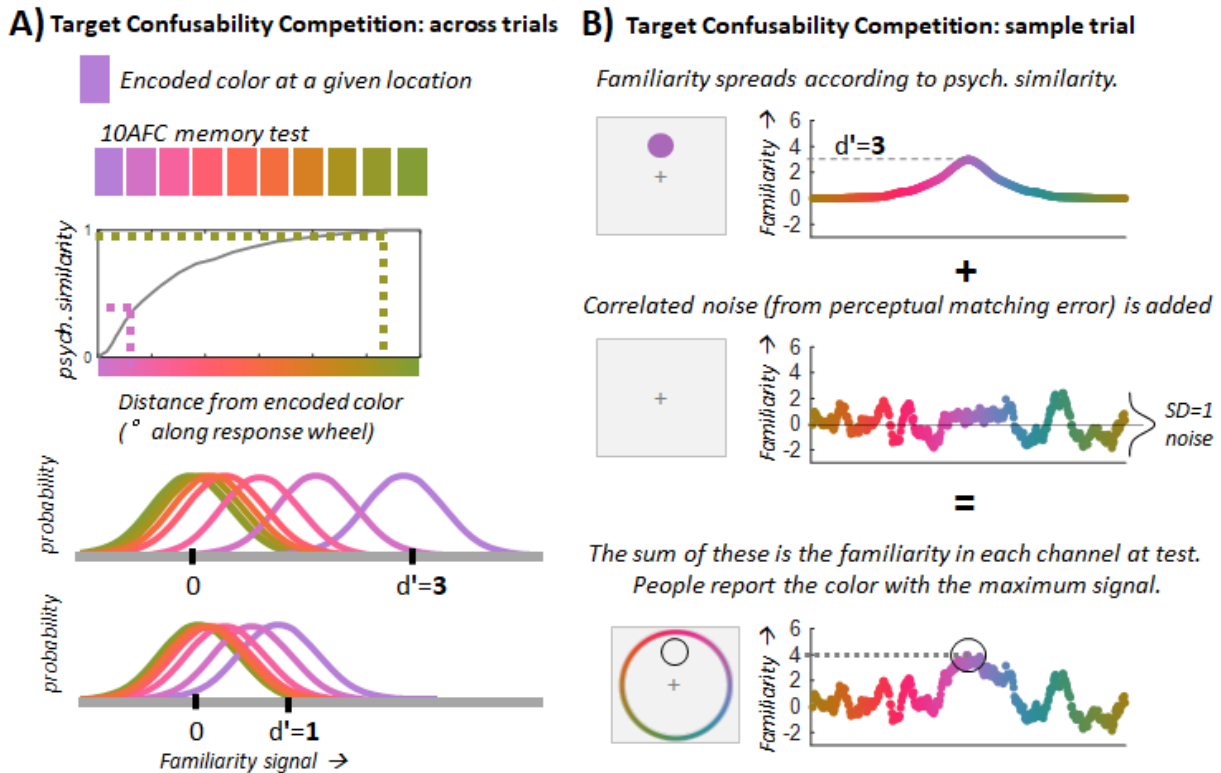 A) Target Confusability Competition: across trials
Encoded color at a given location
10AFC memory test
psych. similarity
1
0
Distance from encoded color
(° along response wheel)
probability
0
d'=3
probability
0
d'=1
Familiarity signal →
B) Target Confusability Competition: sample trial
Familiarity spreads according to psych. similarity.
+
Familiarity →
6
4
2
0
-2
d'=3
+
Correlated noise (from perceptual matching error) is added
+
Familiarity →
6
4
2
0
-2
SD=1
noise
=
The sum of these is the familiarity in each channel at test.
People report the color with the maximum signal.
+
Familiarity →
6
4
2
0
-2